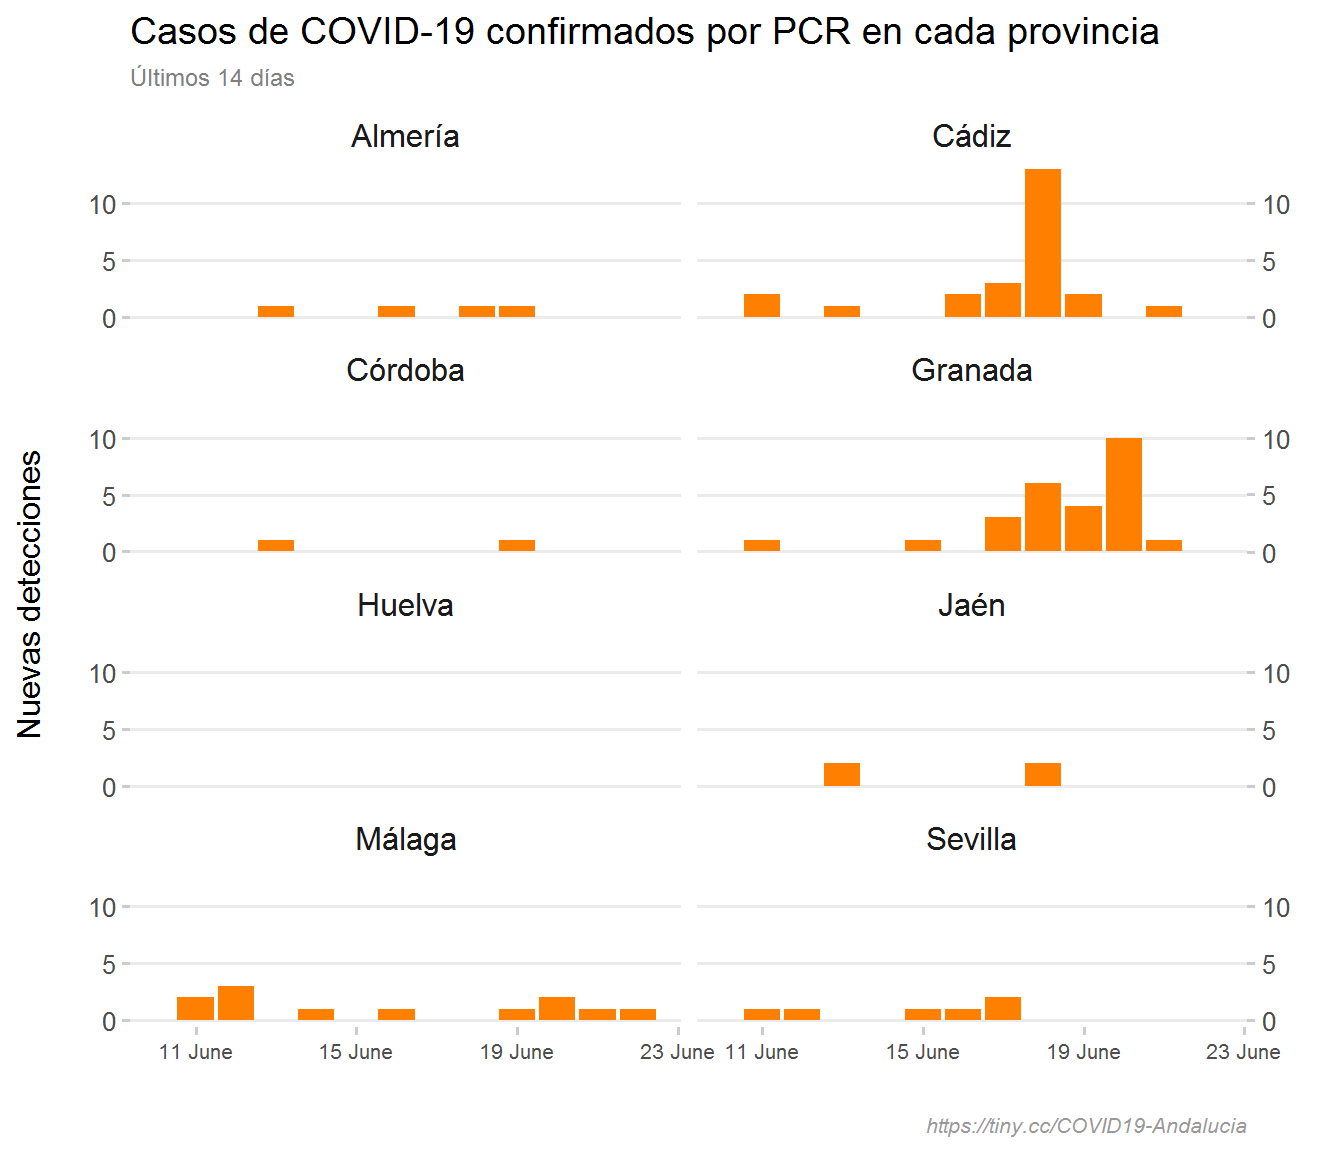 Casos de COVID-19 confirmados por PCR en cada provincia
Últimos 14 días
Almería
Cádiz
10
5
0
10
5
0
Córdoba
Granada
10
5
0
10
5
0
Huelva
Jaén
10
5
0
10
5
0
Málaga
Sevilla
10
5
0
10
5
0
Nuevas detecciones
11 June 15 June 19 June 23 June 11 June 15 June 19 June 23 June
https://tiny.cc/COVID19-Andalucia